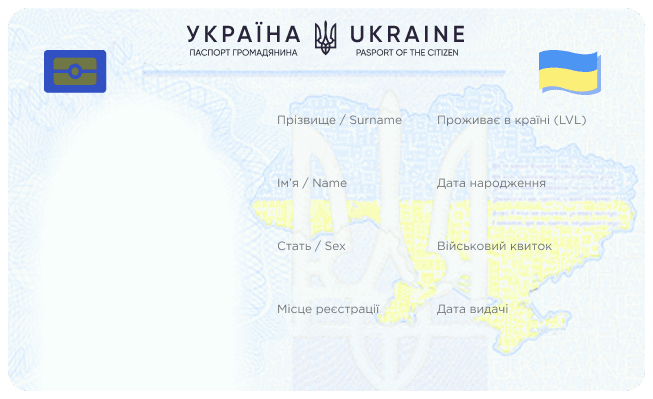 УКРАЇНА UKRAINE
ПАСПОРТ ГРОМАДЯНИНА PASPORT OF THE CITIZEN
Прізвище / Surname
Проживає в країні (LVL)
Ім'я / Name
Дата народження
Стать / Sex
Військовий квиток
Місце реєстрації
Дата видачі